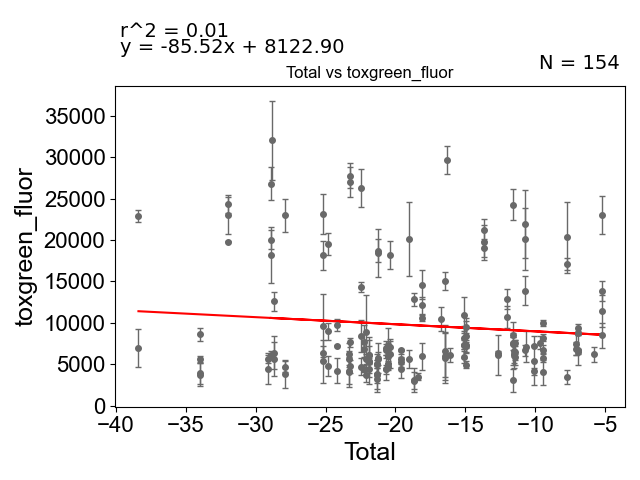 r^2 = 0.01
y = -85.52x + 8122.90
N = 154
Total vs toxgreen_fluor
35000
30000
25000
20000
15000
10000
5000
0
toxgreen_fluor
−40 −35 −30 −25 −20 −15 −10 −5
Total